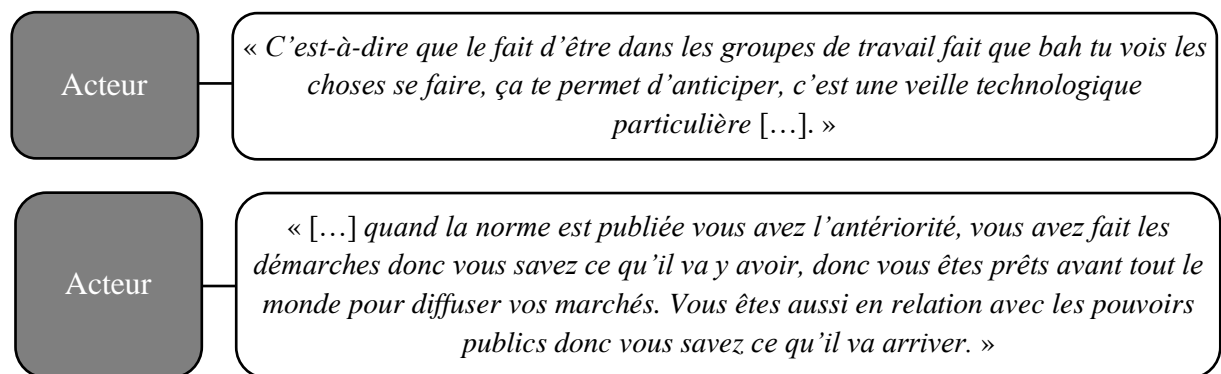 Acteur
« C’est-à-dire que le fait d’être dans les groupes de travail fait que bah tu vois les
choses se faire, ça te permet d’anticiper, c’est une veille technologique
particulière […]. »
Acteur
« […] quand la norme est publiée vous avez l’antériorité, vous avez fait les
démarches donc vous savez ce qu’il va y avoir, donc vous êtes prêts avant tout le
monde pour diffuser vos marchés. Vous êtes aussi en relation avec les pouvoirs
publics donc vous savez ce qu’il va arriver. »